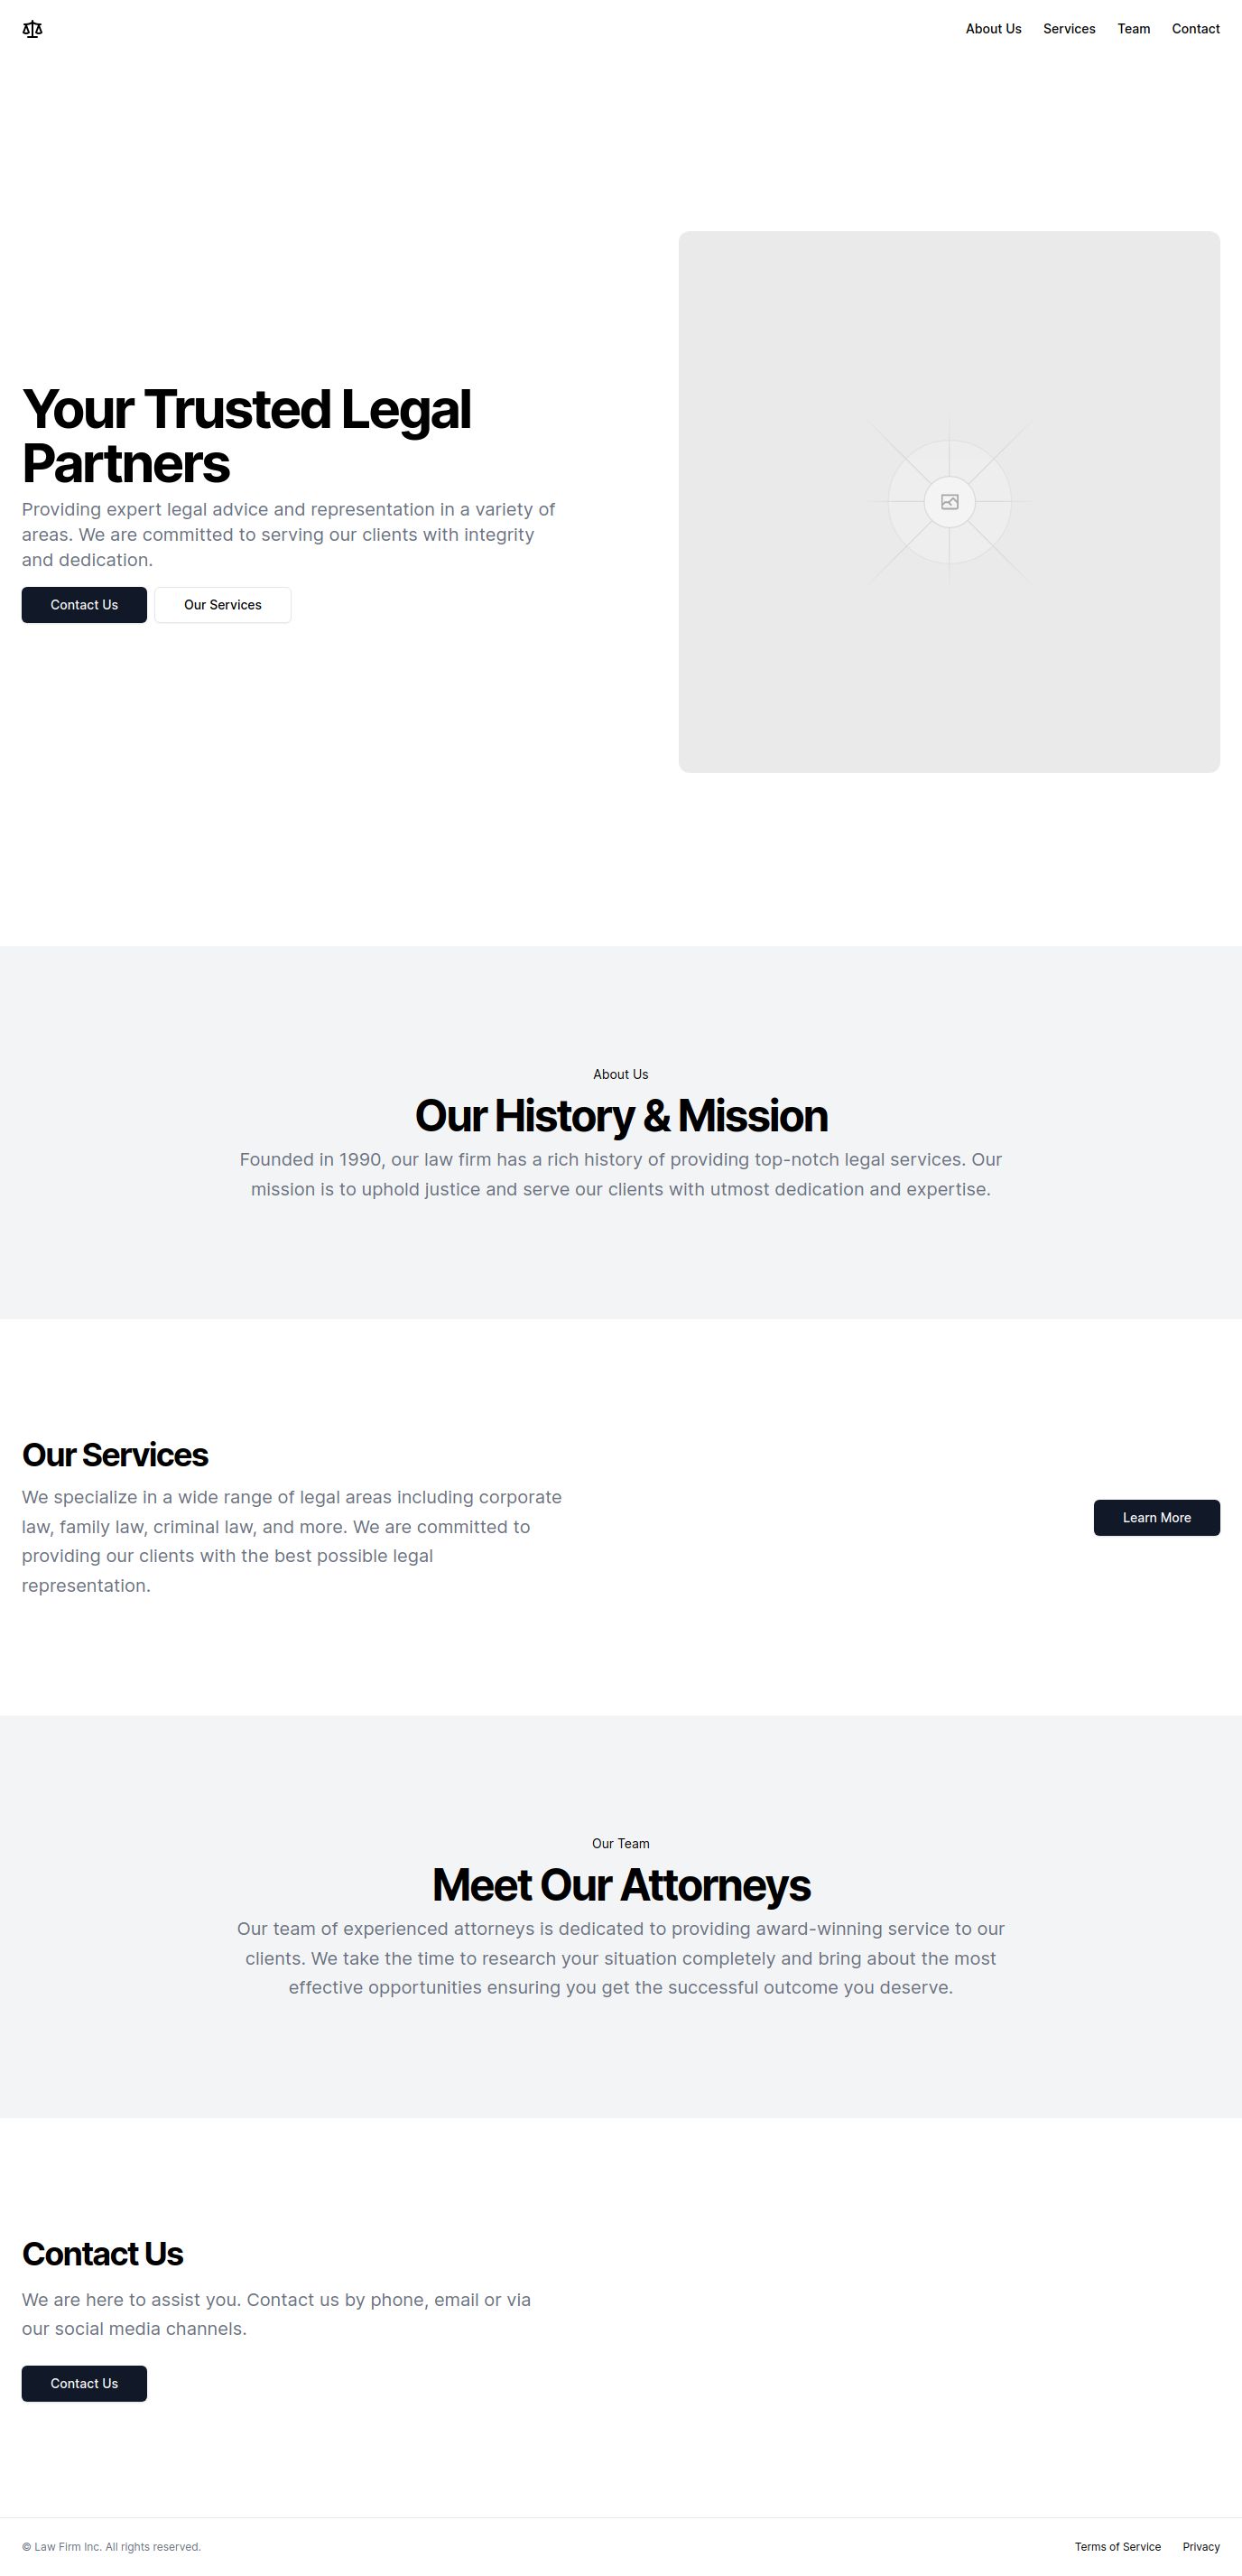 About Us Services Team Contact
Your Trusted Legal
Partners
Providing expert legal advice and representation in a variety of
areas. We are committed to serving our clients with integrity
and dedication.
Contact Us Our Services
About Us
Our History & Mission
Founded in 1990, our law firm has a rich history of providing top-notch legal services. Our
mission is to uphold justice and serve our clients with utmost dedication and expertise.
Our Services
We specialize in a wide range of legal areas including corporate
law, family law, criminal law, and more. We are committed to
providing our clients with the best possible legal
representation.
Learn More
Our Team
Meet Our Attorneys
Our team of experienced attorneys is dedicated to providing award-winning service to our
clients. We take the time to research your situation completely and bring about the most
effective opportunities ensuring you get the successful outcome you deserve.
Contact Us
We are here to assist you. Contact us by phone, email or via
our social media channels.
Contact Us
© Law Firm Inc. All rights reserved.
Terms of Service Privacy